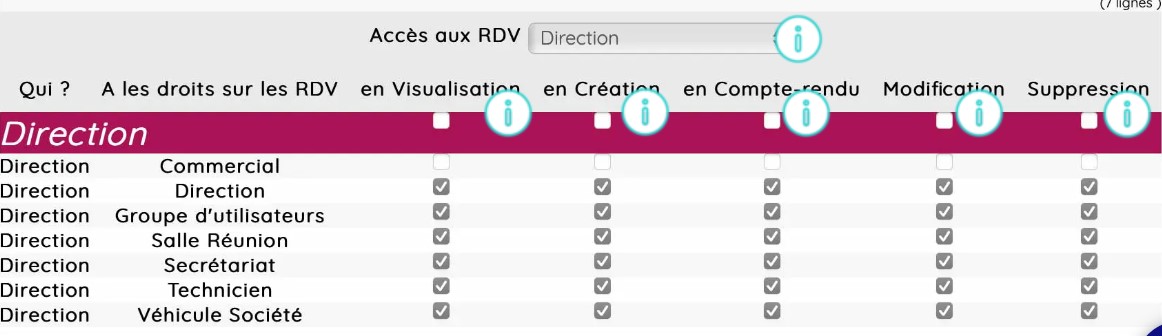 (7 lignes )
Accès aux RDV Direction
Qui ? A les droits sur les RDV en Visualisation en Création en Compte-rendu Modification Suppression
Direction
Direction Commercial
Direction Direction
Direction Groupe d'utilisateurs
Direction Salle Réunion
Direction Secrétariat
Direction Technicien
Direction Véhicule Société